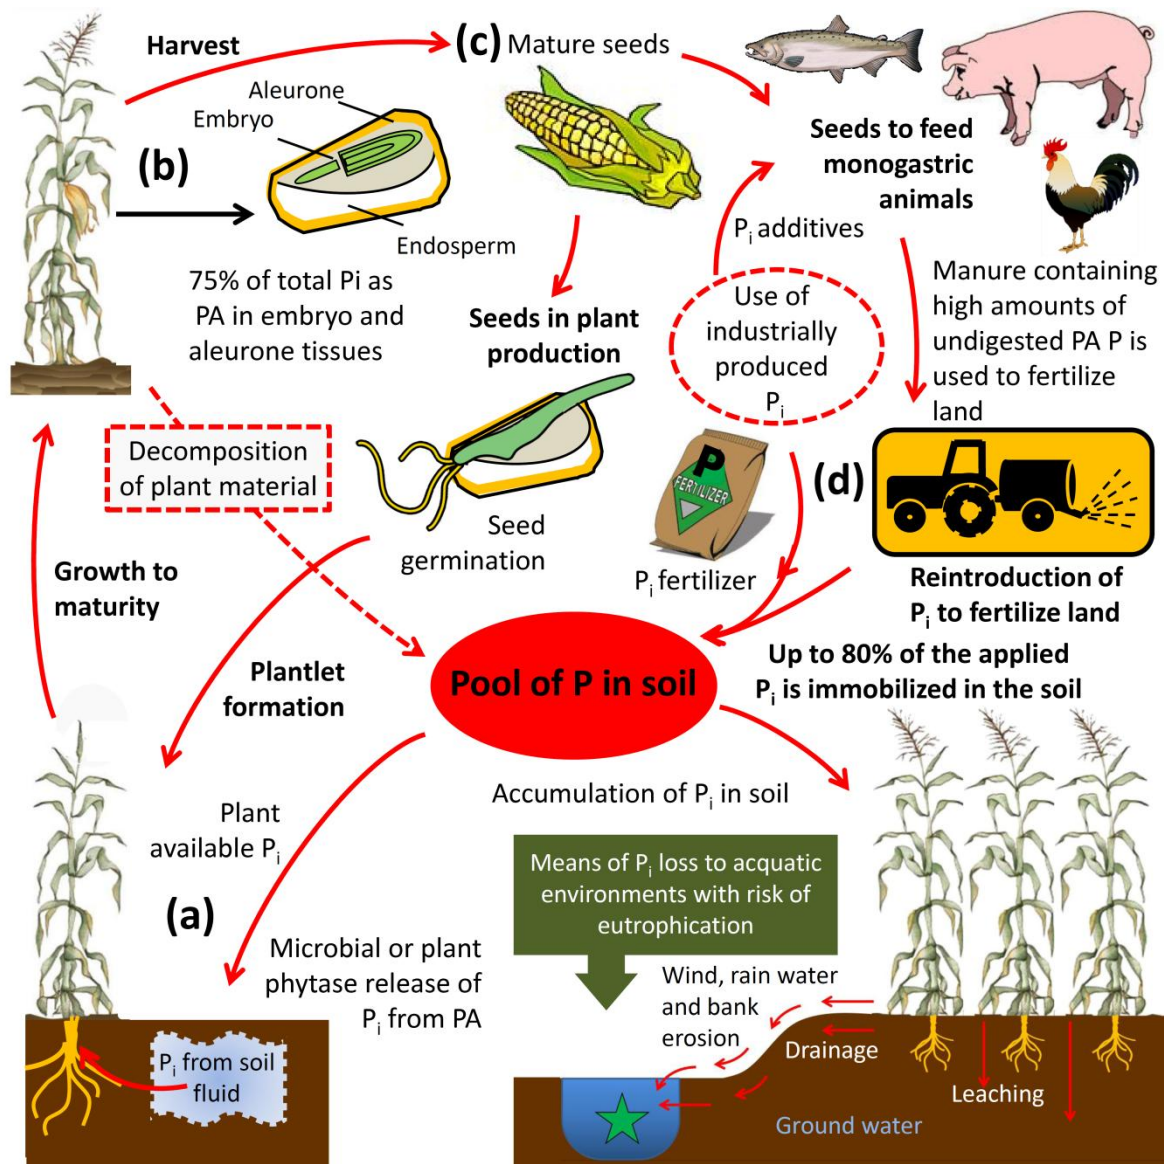 Harvest
(c) Mature seeds
Aleurone
Embryo
(b)
Endosperm
75% of total Pi as
PA in embryo and
aleurone tissues
Seeds to feed
monogastric
animals
Pi additives
Use of
industrially
produced
Pi
Manure containing
high amounts of
undigested PA P is
used to fertilize
land
Seeds in plant
production
Decomposition
of plant material
Seed
germination
P
FERTILIZER
Pi fertilizer
(d)
Reintroduction of
Pi to fertilize land
Up to 80% of the applied
Pi is immobilized in the soil
Growth to
maturity
Plantlet
formation
Pool of P in soil
Plant
available Pi
(a)
Microbial or plant
phytase release of
Pi from PA
Pi from soil
fluid
Accumulation of Pi in soil
Means of Pi loss to acquatic
environments with risk of
eutrophication
Wind, rain water
and bank
erosion
Drainage
Leaching
Ground water